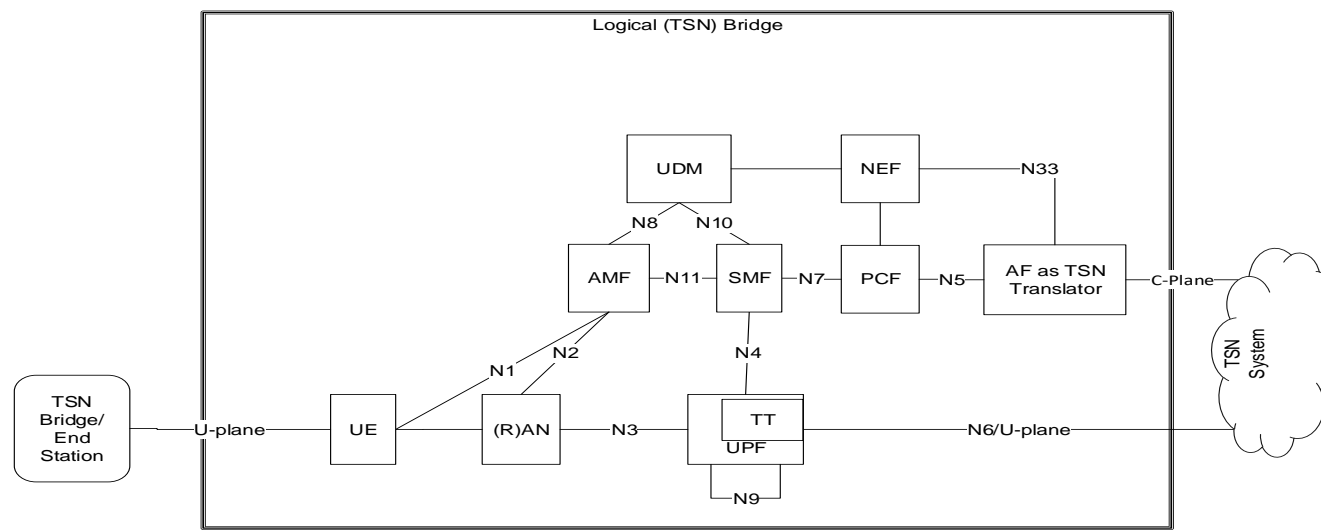 Logical (TSN) Bridge
UDM
NEF
N33
N8
N10
AMF
N11
SMF
N7
PCF
N5
AF as TSN
Translator
C-Plane
TSN
System
N1
N2
N4
TSN
Bridge/
End
Station
U-plane
UE
(R)AN
N3
TT
UPF
N6/U-plane
N9